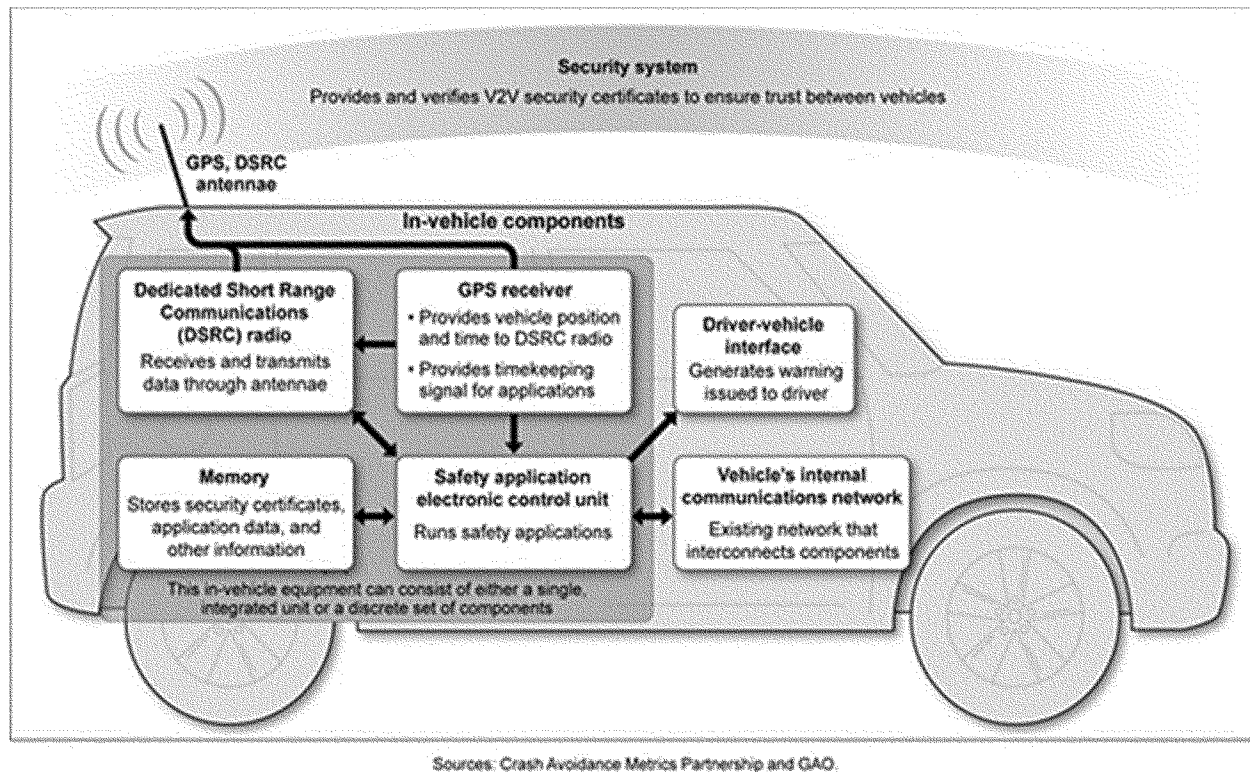 Security system
Provides and verifies V2V security certificates to ensure trust between vehicles
GPS, DSRC
antennae
In-vehicle components
Dedicated Short Range
Communications
(DSRC) radio
Receives and transmits
data through antennae
GPS receiver
• Provides vehicle position
and time to DSRC radio
• Provides timekeeping
signal for applications
Driver-vehicle
interface
Generates warning
issued to driver
Memory
Stores security certificates,
application data, and
other information
Safety application
electronic control unit
Runs safety applications
Vehicle's internal
communications network
Existing network that
interconnects components
This in-vehicle equipment can consist of either a single,
integrated unit or a discrete set of components
Sources: Crash Avoidance Metrics Partnership and GAO.